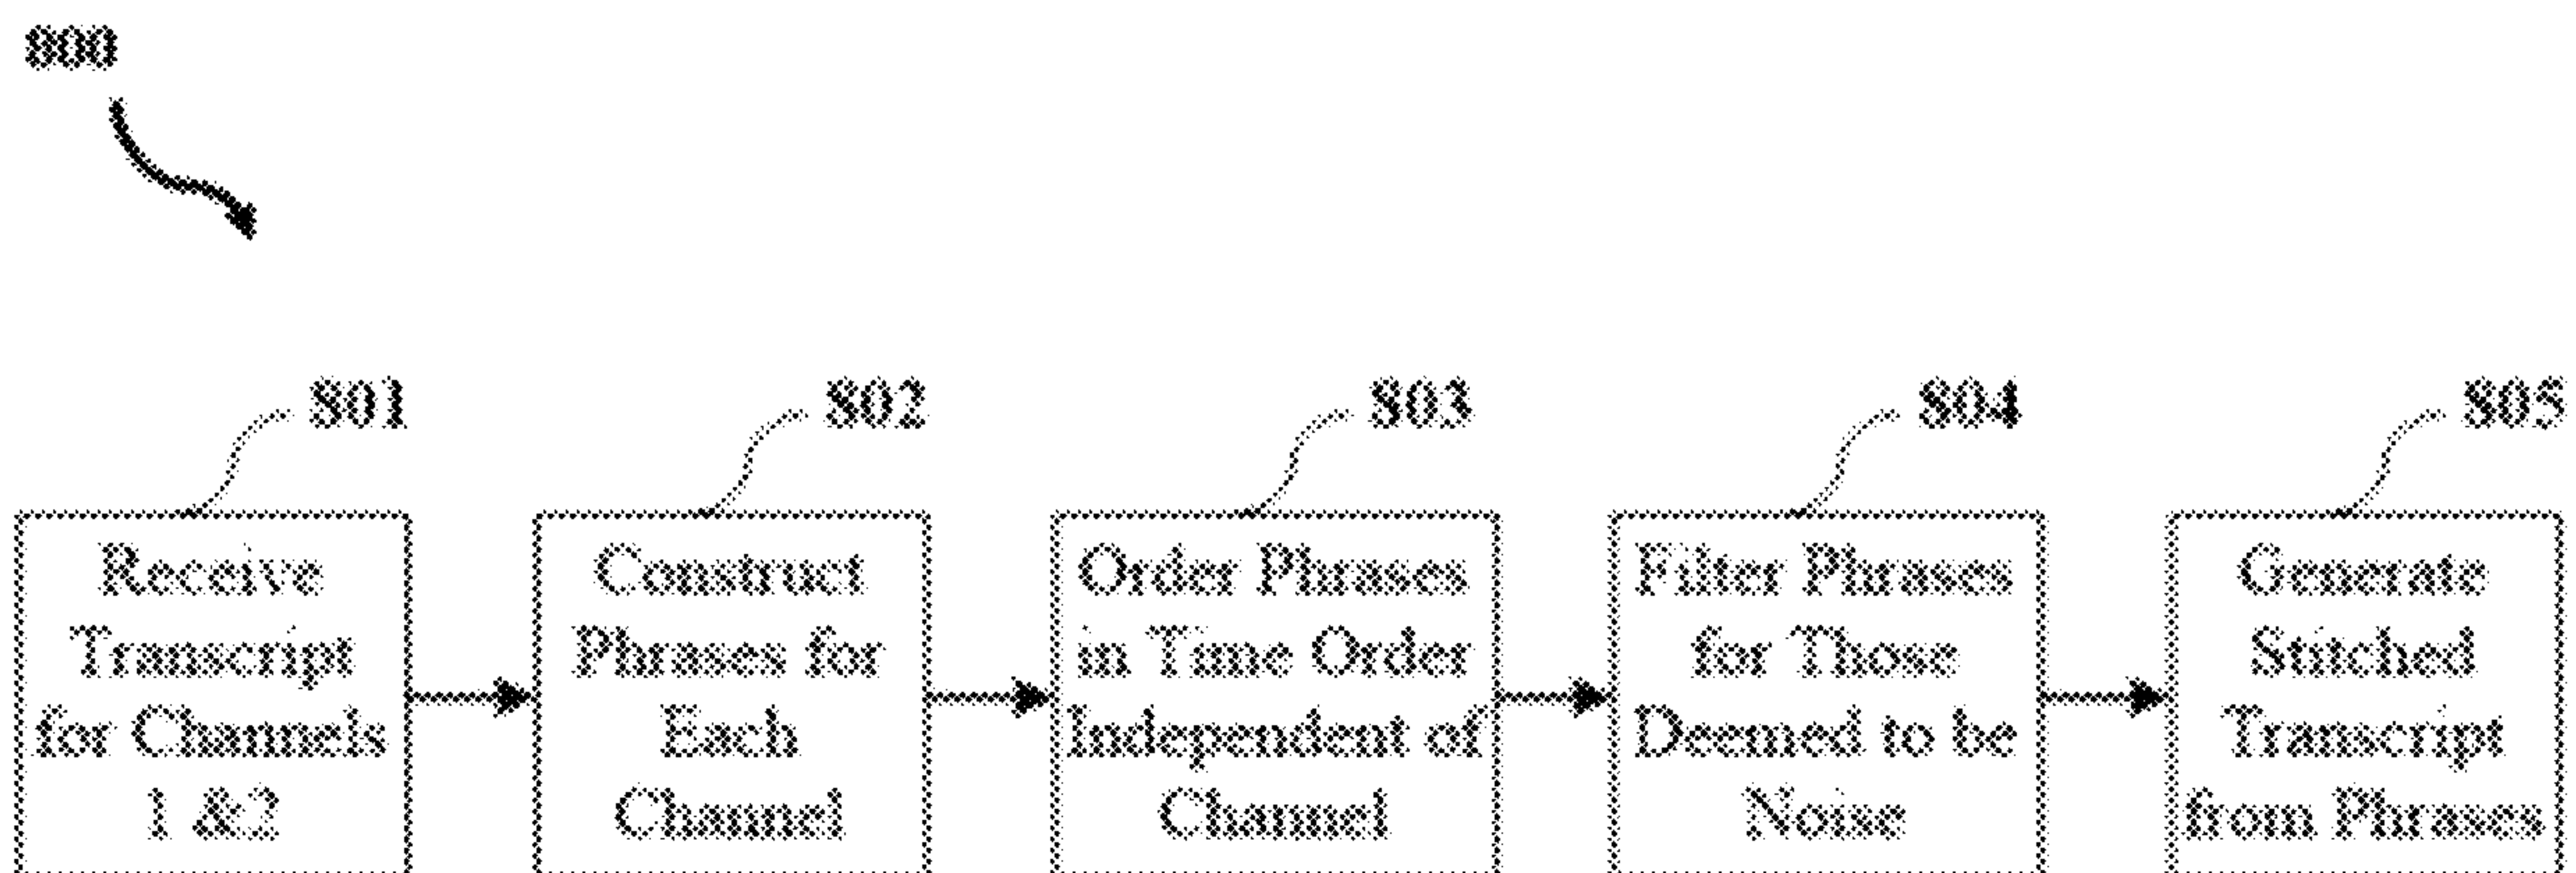 800
801
Receive
Transcript
for Channels
1 &2
802
Construct
Phrases for
Each
Channel
803
Order Phrases
in Time Order
Independent of
Channel
804
Filter Phrases
for Those
Deemed to be
Noise
805
Generate
Stitched
Transcript
from Phrases